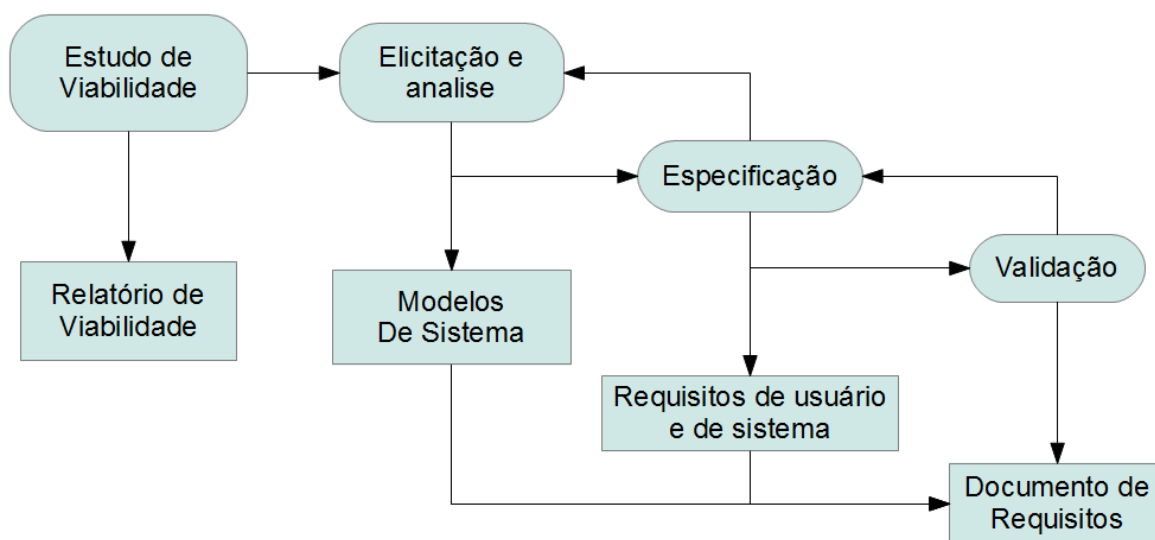 Estudo de
Viabilidade
Elicitação e
analise
Especificação
Validação
Relatório de
Viabilidade
Modelos
De Sistema
Requisitos de usuário
e de sistema
Documento de
Requisitos